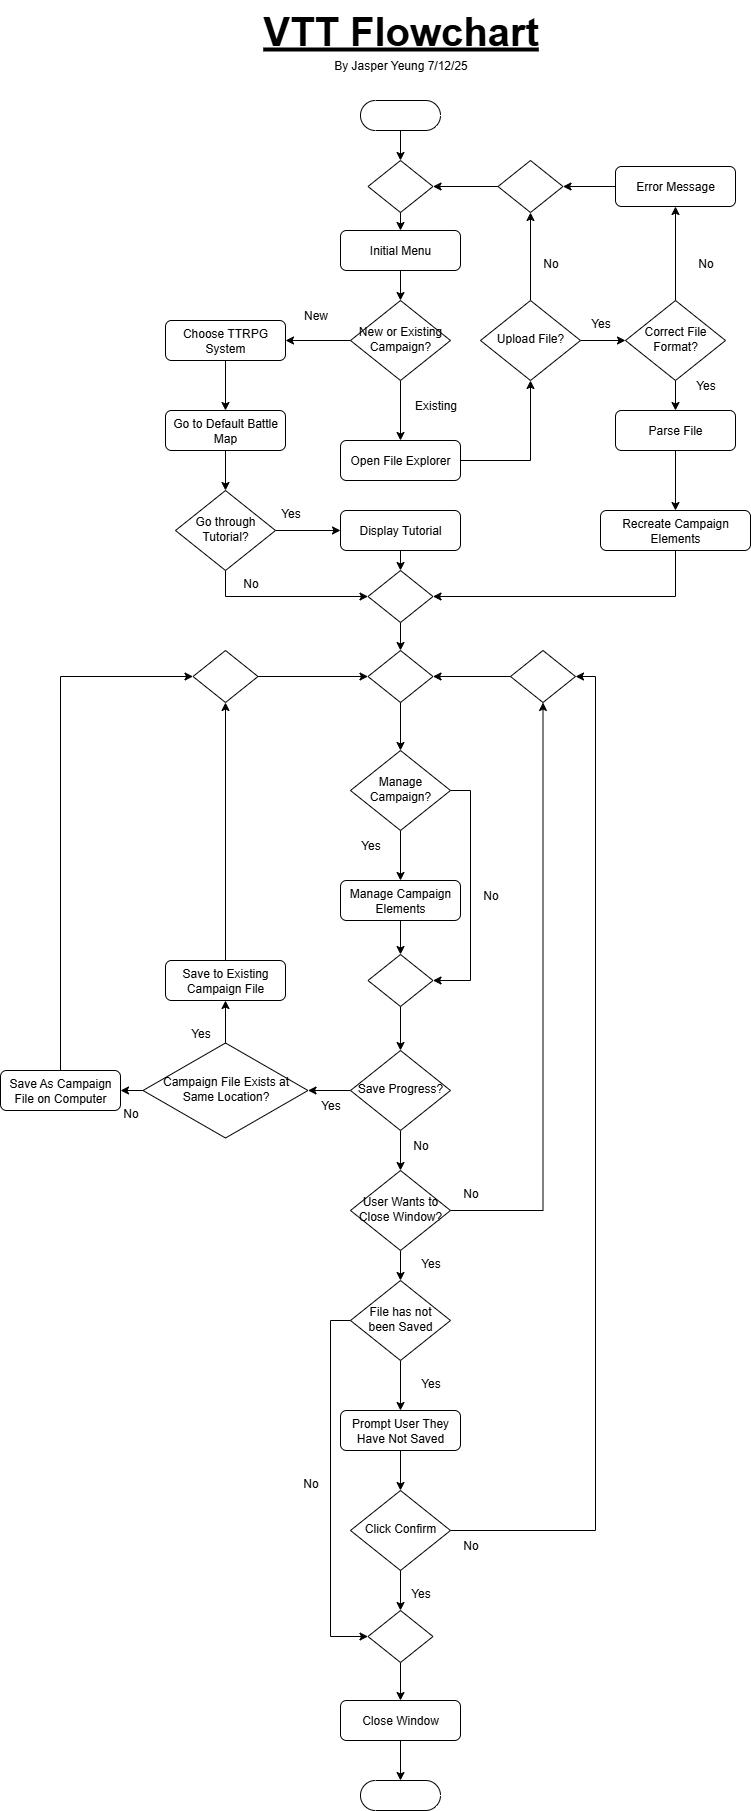 VTT Flowchart
By Jasper Yeung 7/12/25
Error Message
Initial Menu
No
No
New
New or Existing
Campaign?
Upload File?
Yes
Correct File
Format?
Choose TTRPG
System
Existing
Yes
Go to Default Battle
Map
Parse File
Open File Explorer
Go through
Tutorial?
Yes
Display Tutorial
Recreate Campaign
Elements
No
Manage
Campaign?
Yes
Manage Campaign
Elements
No
Save to Existing
Campaign File
Yes
Save As Campaign
File on Computer
No
Campaign File Exists at
Same Location?
Yes
Save Progress?
No
User Wants to
Close Window?
No
Yes
File has not
been Saved
Yes
Prompt User They
Have Not Saved
No
Click Confirm
No
Yes
Close Window